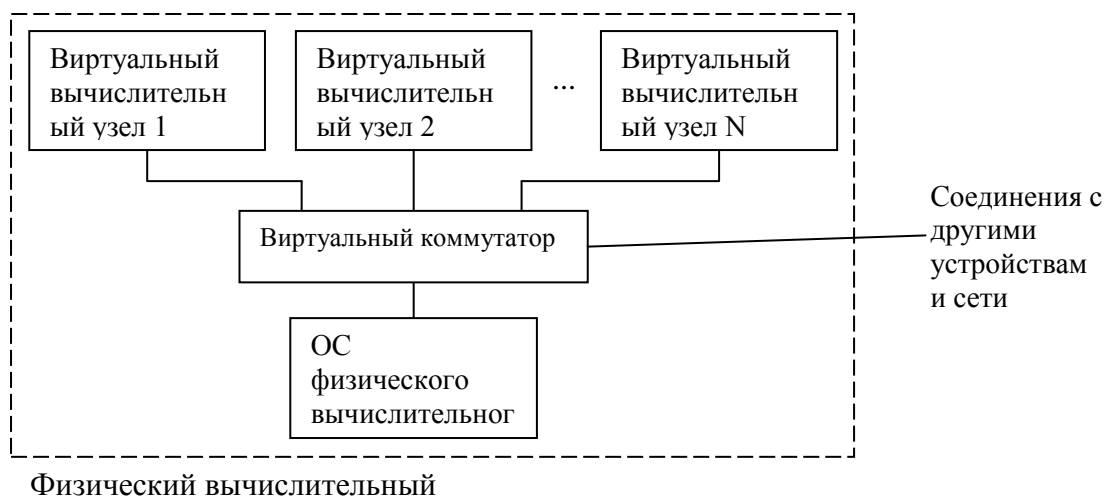 Виртуальный
вычислительн
ый узел 1
Виртуальный
вычислительн
ый узел 2
...
Виртуальный
вычислительн
ый узел N
Виртуальный коммутатор
Соединения с
другими
устройствам
и сети
ОС
физического
вычислительног
Физический вычислительный